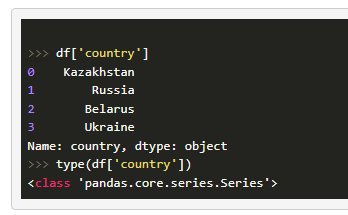 >>> df['country']
0    Kazakhstan
1        Russia
2       Belarus
3       Ukraine
Name: country, dtype: object
>>> type(df['country'])
<class 'pandas.core.series.Series'>